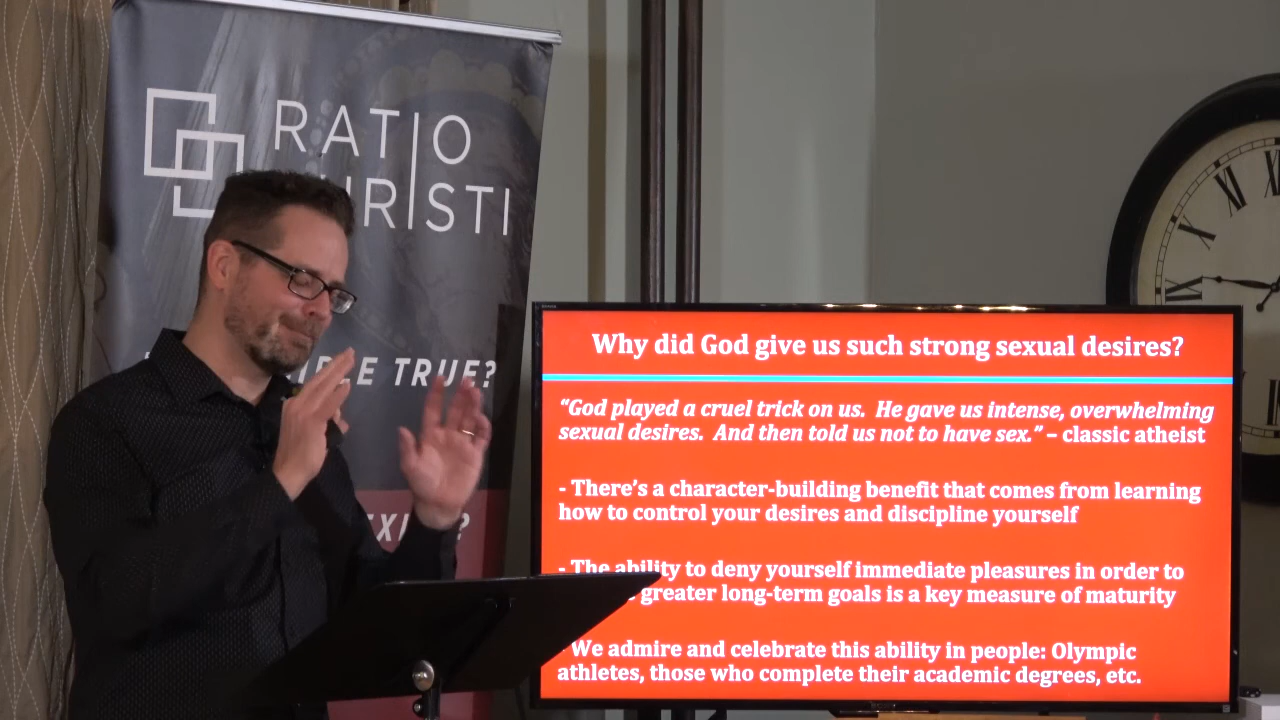 RATIO
RISTI
TRUE?
Why did God give us such strong sexual desires?
“God played a cruel trick on us.  He gave us intense, overwhelming
sexual desires.  And then told us not to have sex.” – classic atheist
- There’s a character-building benefit that comes from learning
how to control your desires and discipline yourself
- The ability to deny yourself immediate pleasures in order to
greater long-term goals is a key measure of maturity
We admire and celebrate this ability in people: Olympic
athletes, those who complete their academic degrees, etc.